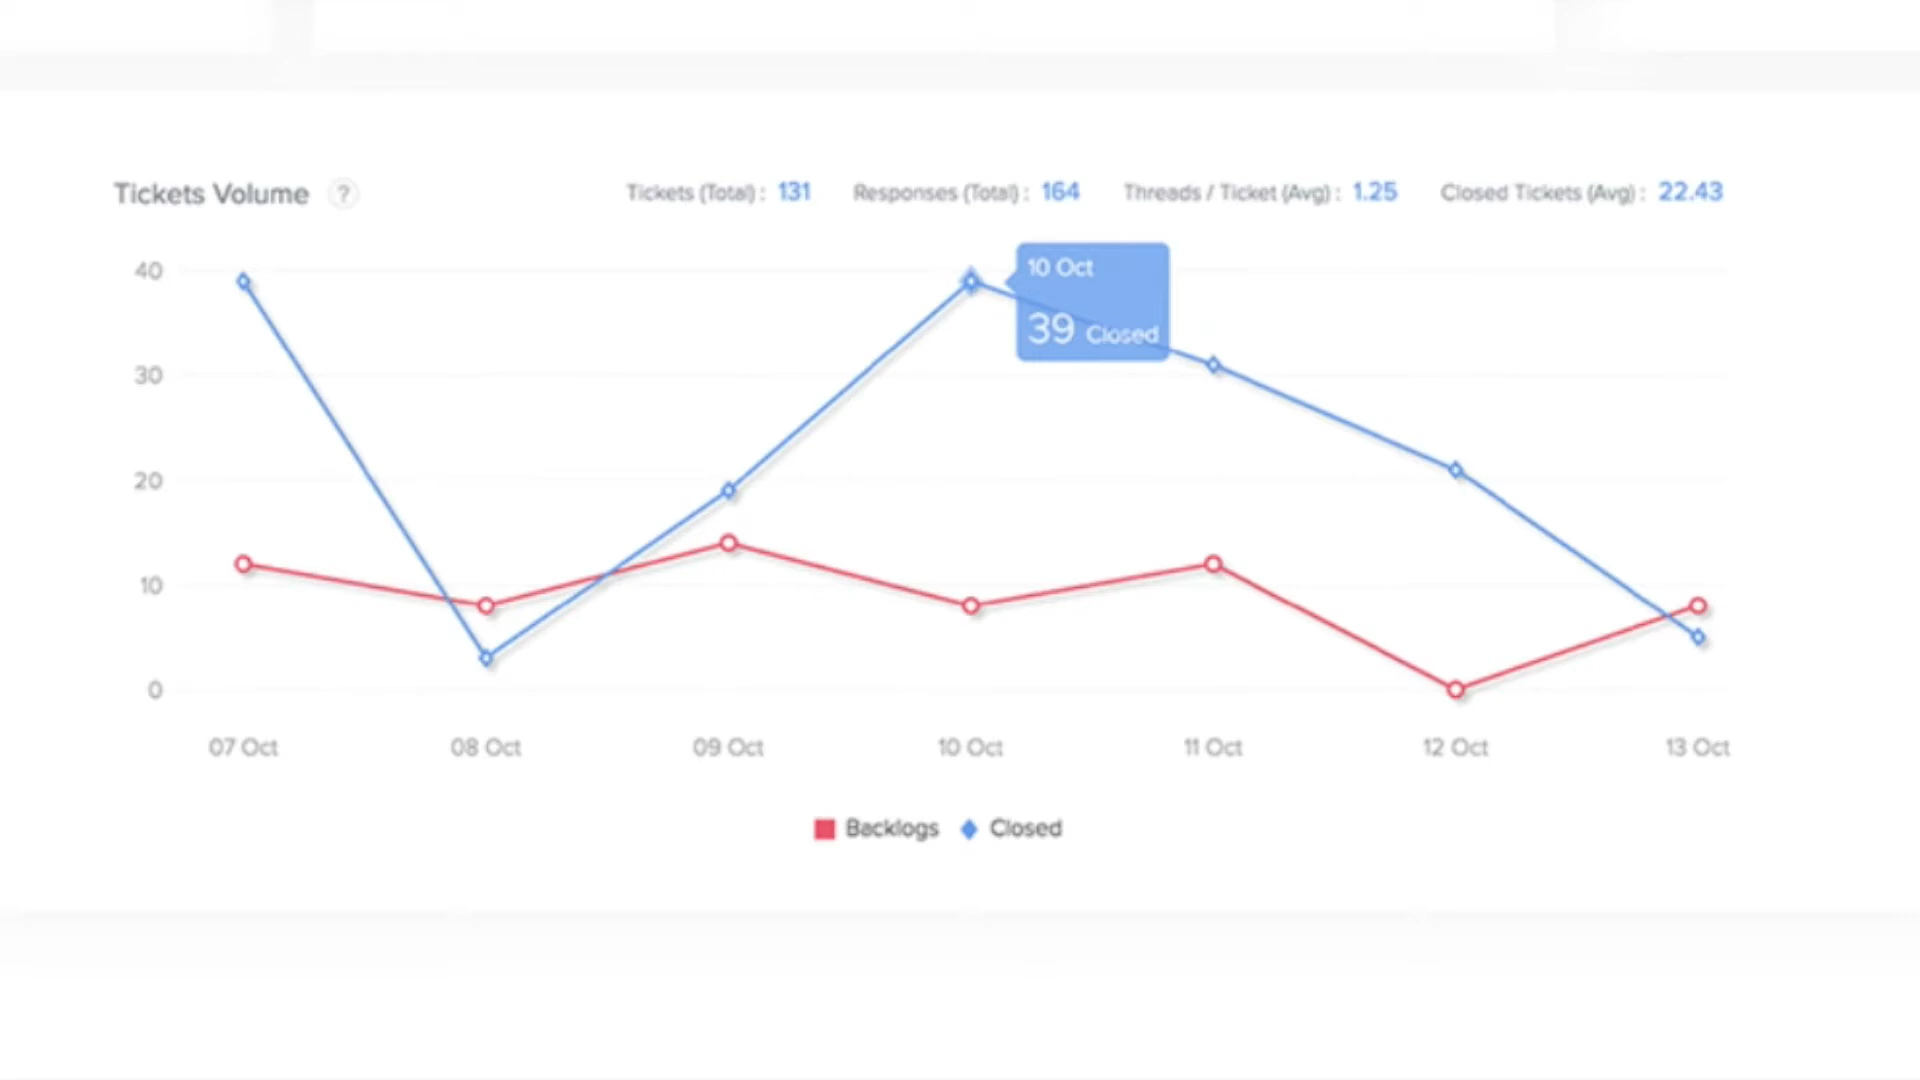 Tickets Volume ?
Tickets (Total) : 131 Responses (Total) : 164 Threads / Ticket (Avg) : 1.25 Closed Tickets (Avg) : 22.43
10 Oct
39 Closed
40
30
20
10
0
07 Oct 08 Oct 09 Oct 10 Oct 11 Oct 12 Oct 13 Oct
Backlogs Closed